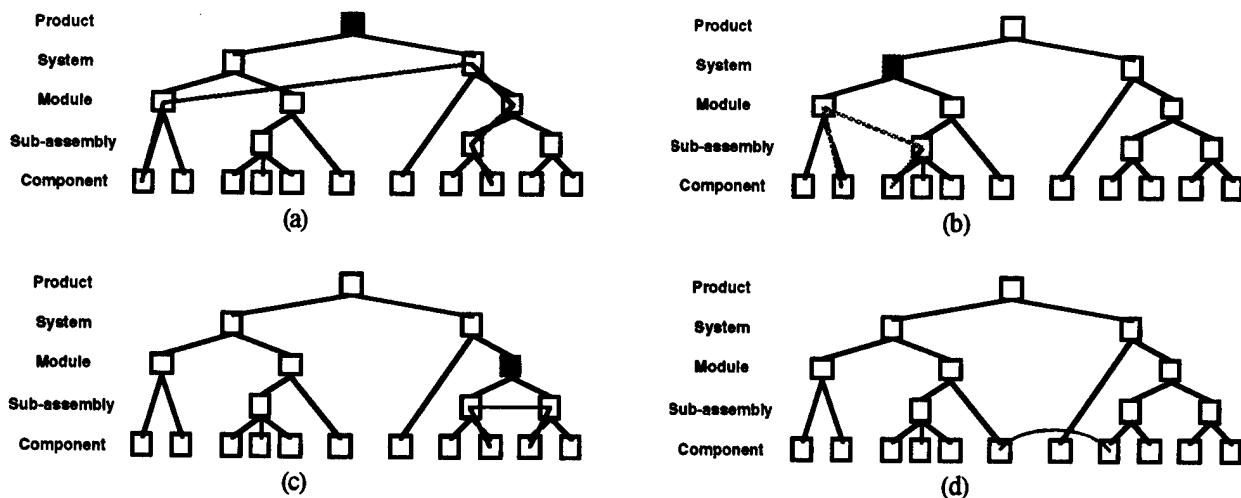 Product
System
Module
Sub-assembly
Component
(a)
Product
System
Module
Sub-assembly
Component
(b)
Product
System
Module
Sub-assembly
Component
(c)
Product
System
Module
Sub-assembly
Component
(d)